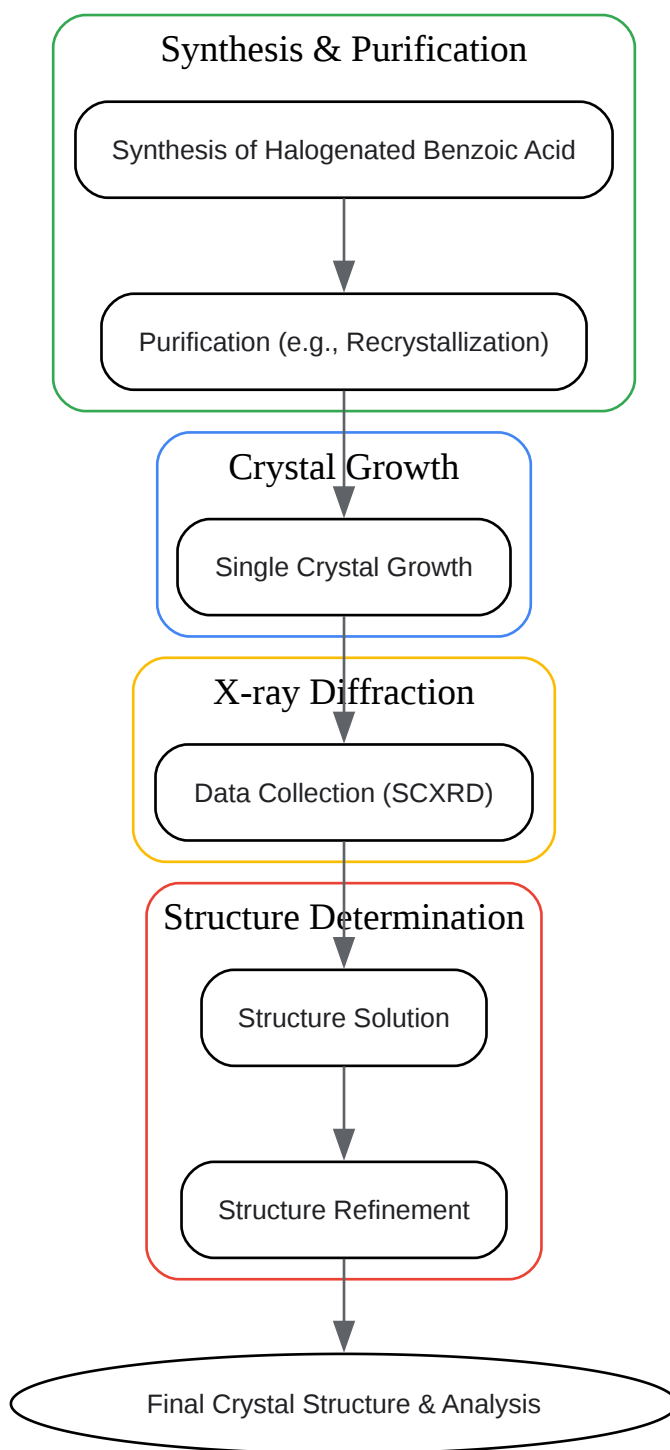 Synthesis & Purification
Synthesis of Halogenated Benzoic Acid
Purification (e.g., Recrystallization)
Crystal Growth
Single Crystal Growth
X-ray Diffraction
Data Collection (SCXRD)
Structure Determination
Structure Solution
Structure Refinement
Final Crystal Structure & Analysis